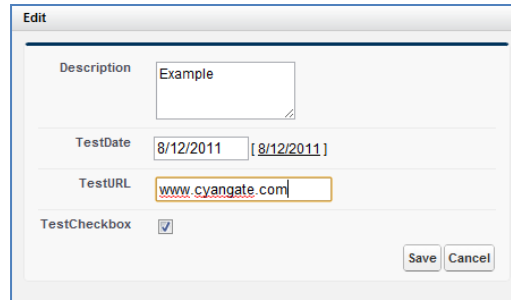 Edit
Description Example
TestDate 8/12/2011 [ 8/12/2011 ]
TestURL www.cyangate.com
TestCheckbox
Save Cancel